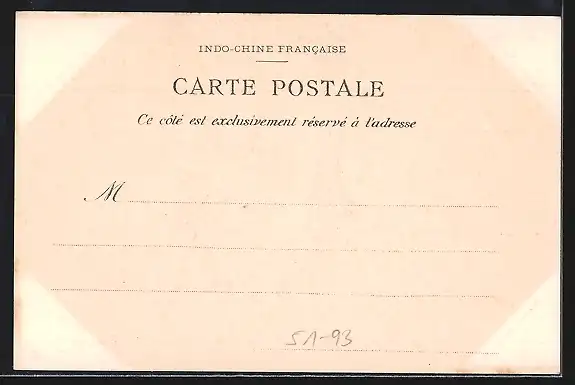 INDO-CHINE FRANÇAISE
CARTE POSTALE
Ce côté est exclusivement réservé à l'adresse
M
51-93